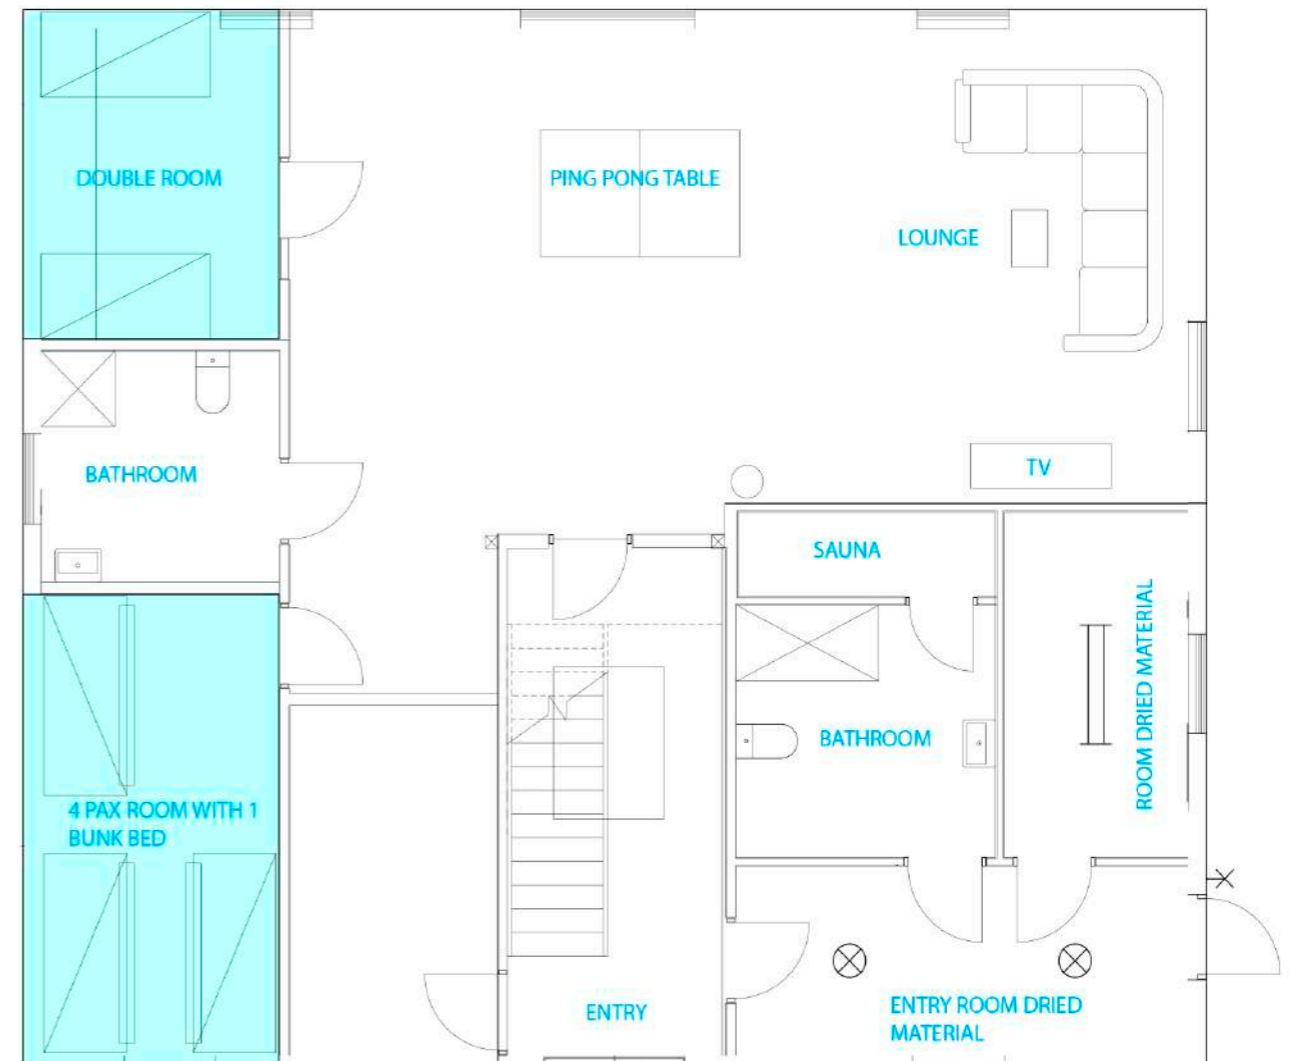 DOUBLE ROOM
PING PONG TABLE
LOUNGE
BATHROOM
TV
SAUNA
ROOM DRIED MATERIAL
BATHROOM
4 PAX ROOM WITH 1
BUNK BED
ENTRY
ENTRY ROOM DRIED
MATERIAL